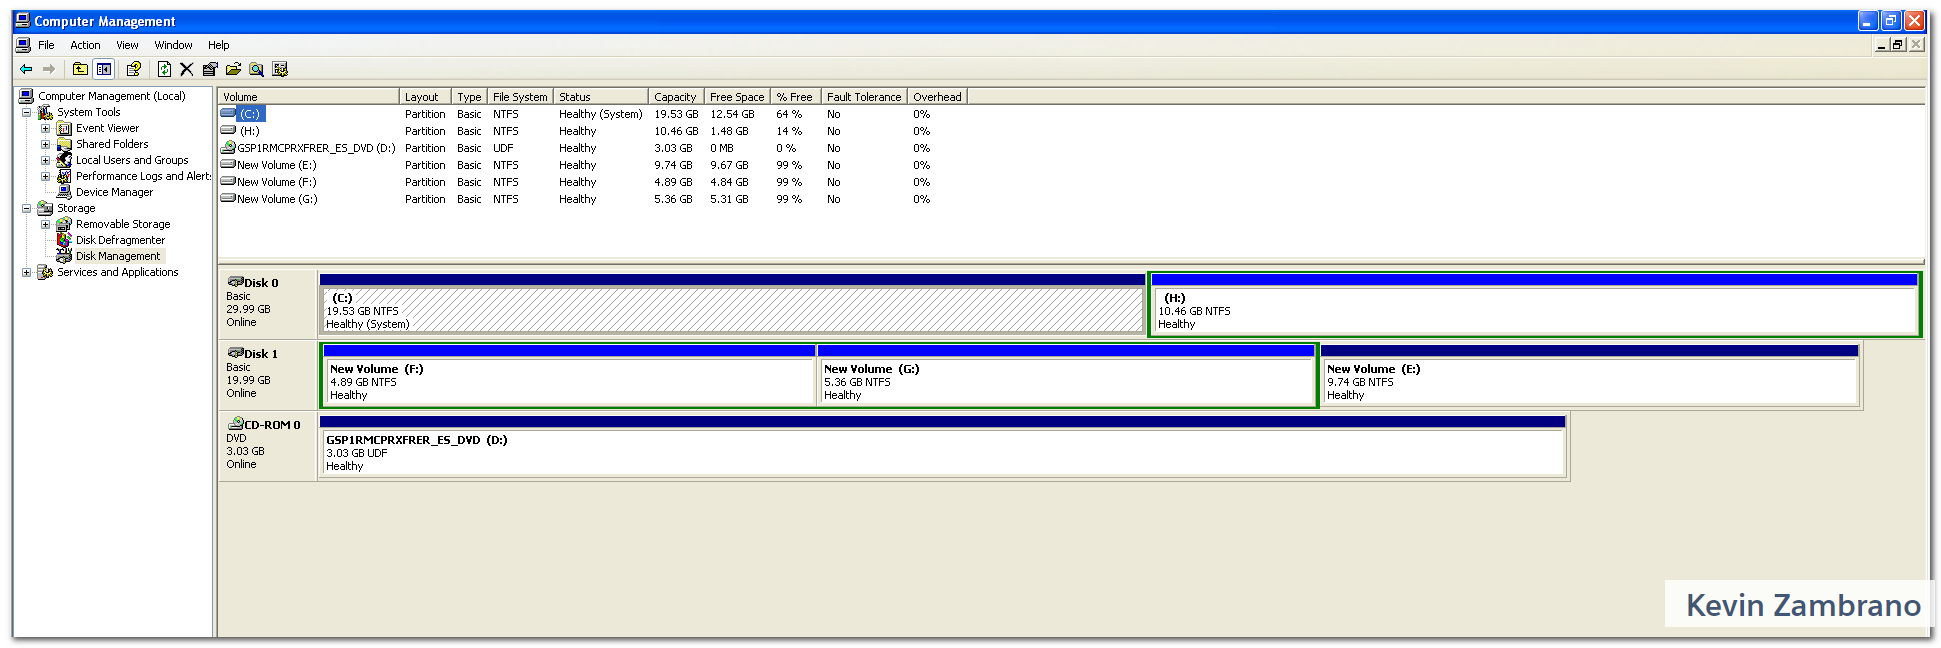 Computer Management
File Action View Window Help
Computer Management (Local)
System Tools
Event Viewer
Shared Folders
Local Users and Groups
Performance Logs and Alert:
Device Manager
Storage
Removable Storage
Disk Defragmenter
Disk Management
Services and Applications
Volume Layout Type File System Status Capacity Free Space % Free Fault Tolerance Overhead
(C:) Partition Basic NTFS Healthy (System) 19.53 GB 12.54 GB 64 % No 0%
(H:) Partition Basic NTFS Healthy 10.46 GB 1.48 GB 14 % No 0%
GSP1RMCPRXFRER_ES_DVD (D:) Partition Basic UDF Healthy 3.03 GB 0 MB 0 % No 0%
New Volume (E:) Partition Basic NTFS Healthy 9.74 GB 9.67 GB 99 % No 0%
New Volume (F:) Partition Basic NTFS Healthy 4.89 GB 4.84 GB 99 % No 0%
New Volume (G:) Partition Basic NTFS Healthy 5.36 GB 5.31 GB 99 % No 0%
Disk 0
Basic
29.99 GB
Online
(C:)
19.53 GB NTFS
Healthy (System)
(H:)
10.46 GB NTFS
Healthy
Disk 1
Basic
19.99 GB
Online
New Volume (F:)
4.89 GB NTFS
Healthy
New Volume (G:)
5.36 GB NTFS
Healthy
New Volume (E:)
9.74 GB NTFS
Healthy
CD-ROM 0
DVD
3.03 GB
Online
GSP1RMCPRXFRER_ES_DVD (D:)
3.03 GB UDF
Healthy
Kevin Zambrano